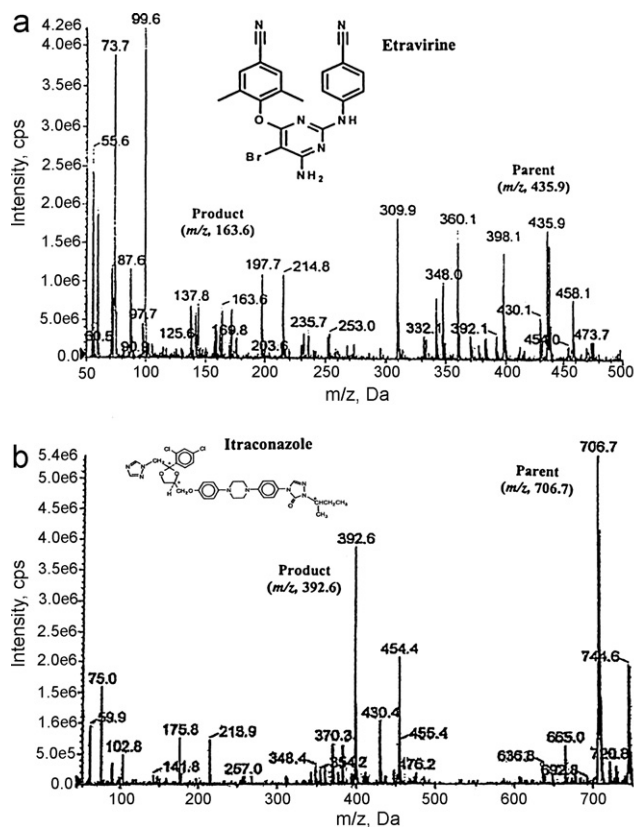 a
Etravirine
Intensity, cps
4.2e6
4.0e6
3.5e6
3.0e6
2.5e6
2.0e6
1.5e6
1.0e6
5.0e5
0.0
N
N
O
N
N
NH
Br
NH₂
Product
(m/z, 163.6)
Parent
(m/z, 435.9)
99.6
73.7
55.6
87.6
97.7
60.5
90.9
125.6
137.8
163.6
169.8
197.7
203.6
214.8
235.7
253.0
309.9
332.1
348.0
360.1
392.1
398.1
430.1
435.9
454.0
458.1
473.7
50 100 150 200 250 300 350 400 450 500
m/z, Da
b
Itraconazole
Intensity, cps
5.4e6
5.0e6
4.0e6
3.0e6
2.0e6
1.6e6
1.0e6
5.0e5
0.0
Product
(m/z, 392.6)
Parent
(m/z, 706.7)
75.0
59.9
102.8
141.8
175.8
218.9
348.4
370.3
354.2
392.6
430.4
454.4
455.4
476.2
636.8
692.8
665.0
706.7
720.8
744.6
100 200 300 400 500 600 700
m/z, Da